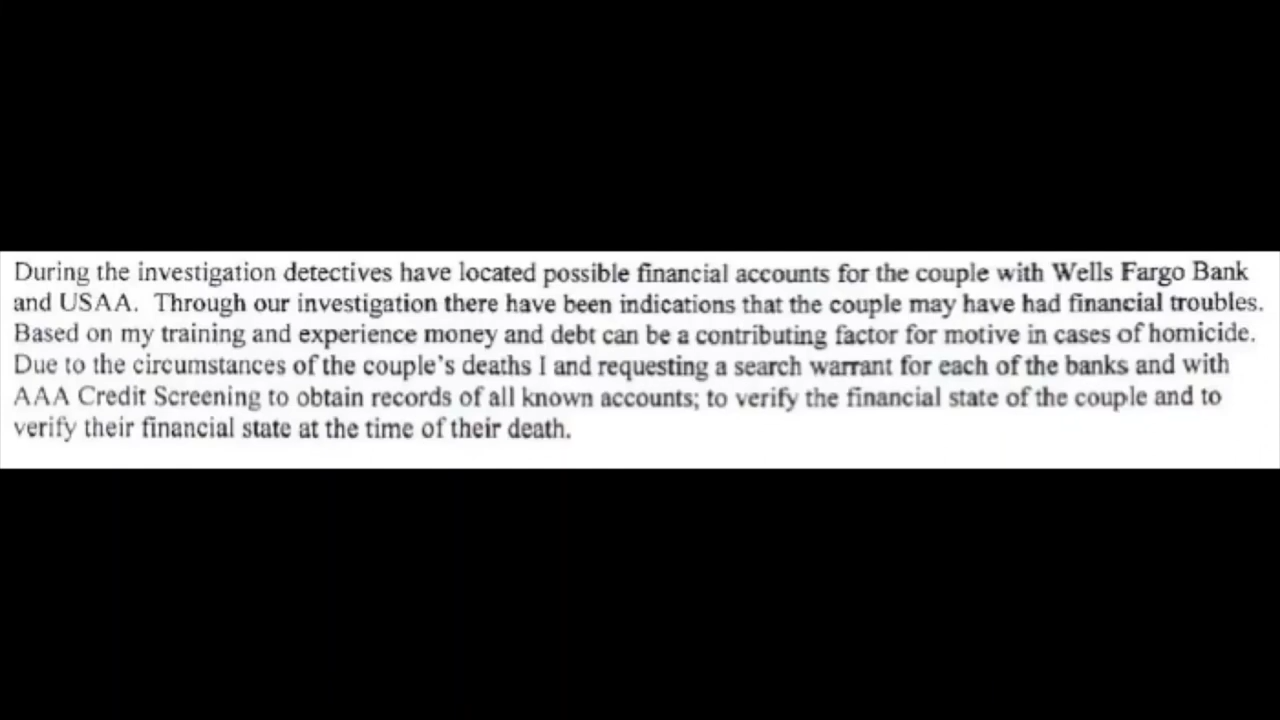 During the investigation detectives have located possible financial accounts for the couple with Wells Fargo Bank
and USAA. Through our investigation there have been indications that the couple may have had financial troubles.
Based on my training and experience money and debt can be a contributing factor for motive in cases of homicide.
Due to the circumstances of the couple's deaths I and requesting a search warrant for each of the banks and with
AAA Credit Screening to obtain records of all known accounts; to verify the financial state of the couple and to
verify their financial state at the time of their death.